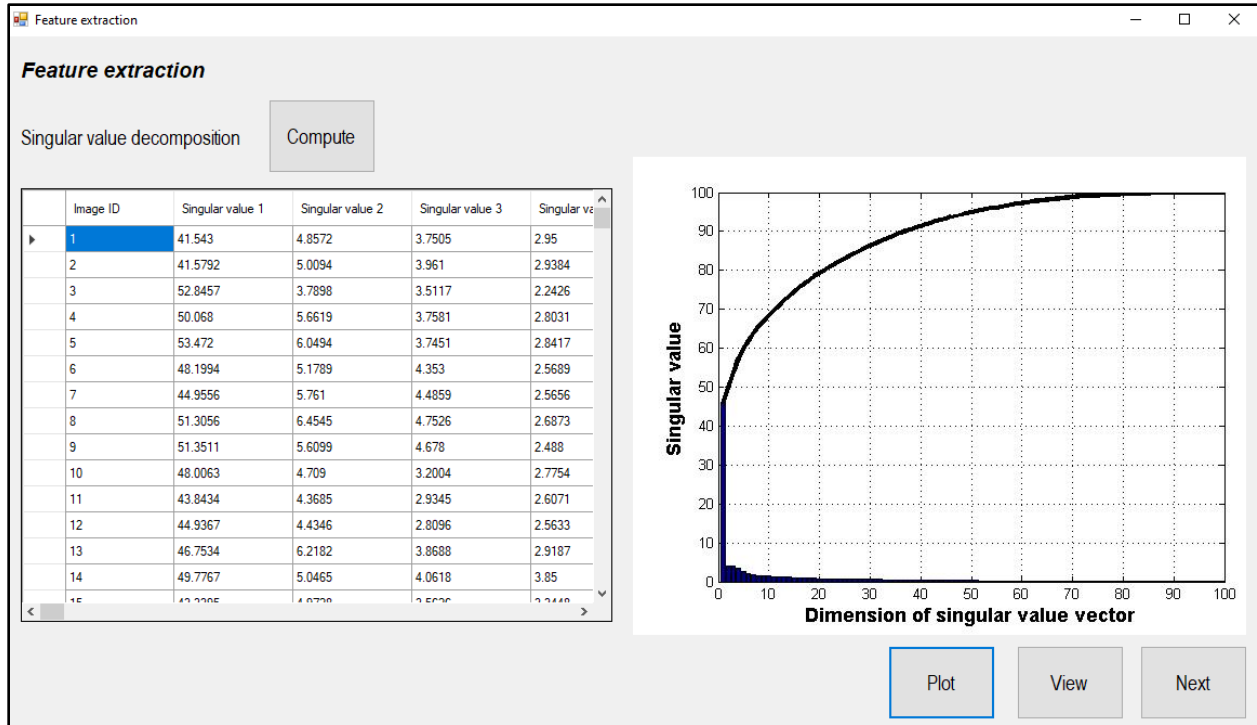 Feature extraction
Feature extraction
Singular value decomposition Compute
Image ID Singular value 1 Singular value 2 Singular value 3 Singular va
1 41.543 4.8572 3.7505 2.95
2 41.5792 5.0094 3.961 2.9384
3 52.8457 3.7898 3.5117 2.2426
4 50.068 5.6619 3.7581 2.8031
5 53.472 6.0494 3.7451 2.8417
6 48.1994 5.1789 4.353 2.5689
7 44.9556 5.761 4.4859 2.5656
8 51.3056 6.4545 4.7526 2.6873
9 51.3511 5.6099 4.678 2.488
10 48.0063 4.709 3.2004 2.7754
11 43.8434 4.3685 2.9345 2.6071
12 44.9367 4.4346 2.8096 2.5633
13 46.7534 6.2182 3.8688 2.9187
14 49.7767 5.0465 4.0618 3.85
100
90
80
70
60
50
40
30
20
10
0
Singular value
0 10 20 30 40 50 60 70 80 90 100
Dimension of singular value vector
Plot View Next